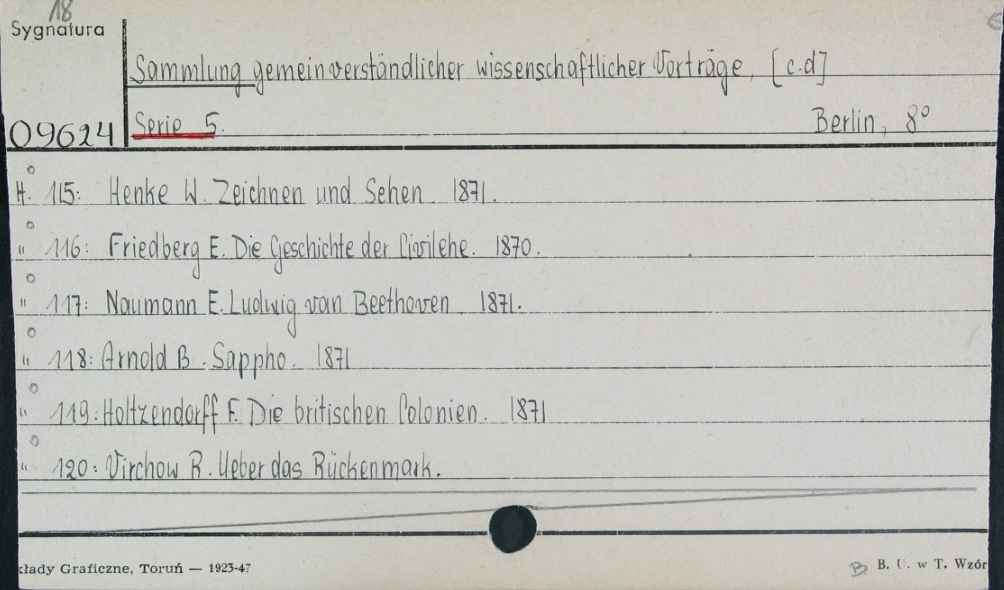 18
Sygnatura
Sammlung gemeinverständlicher wissenschaftlicher Vorträge, [c.d]
09624
Serie 5.
Berlin, 8°
H. 115: Henke W. Zeichnen und Sehen. 1871.
" 116: Friedberg E. Die Geschichte der Civilehe. 1870.
" 117: Naumann E. Ludwig van Beethoven 1871.
" 118: Arnold B. Sappho. 1871
" 119: Holtzendorff F. Die britischen Colonien. 1871
" 120: Virchow R. Ueber das Rückenmark.
kłady Graficzne, Toruń — 1923-47
B B. U. w T. Wzór